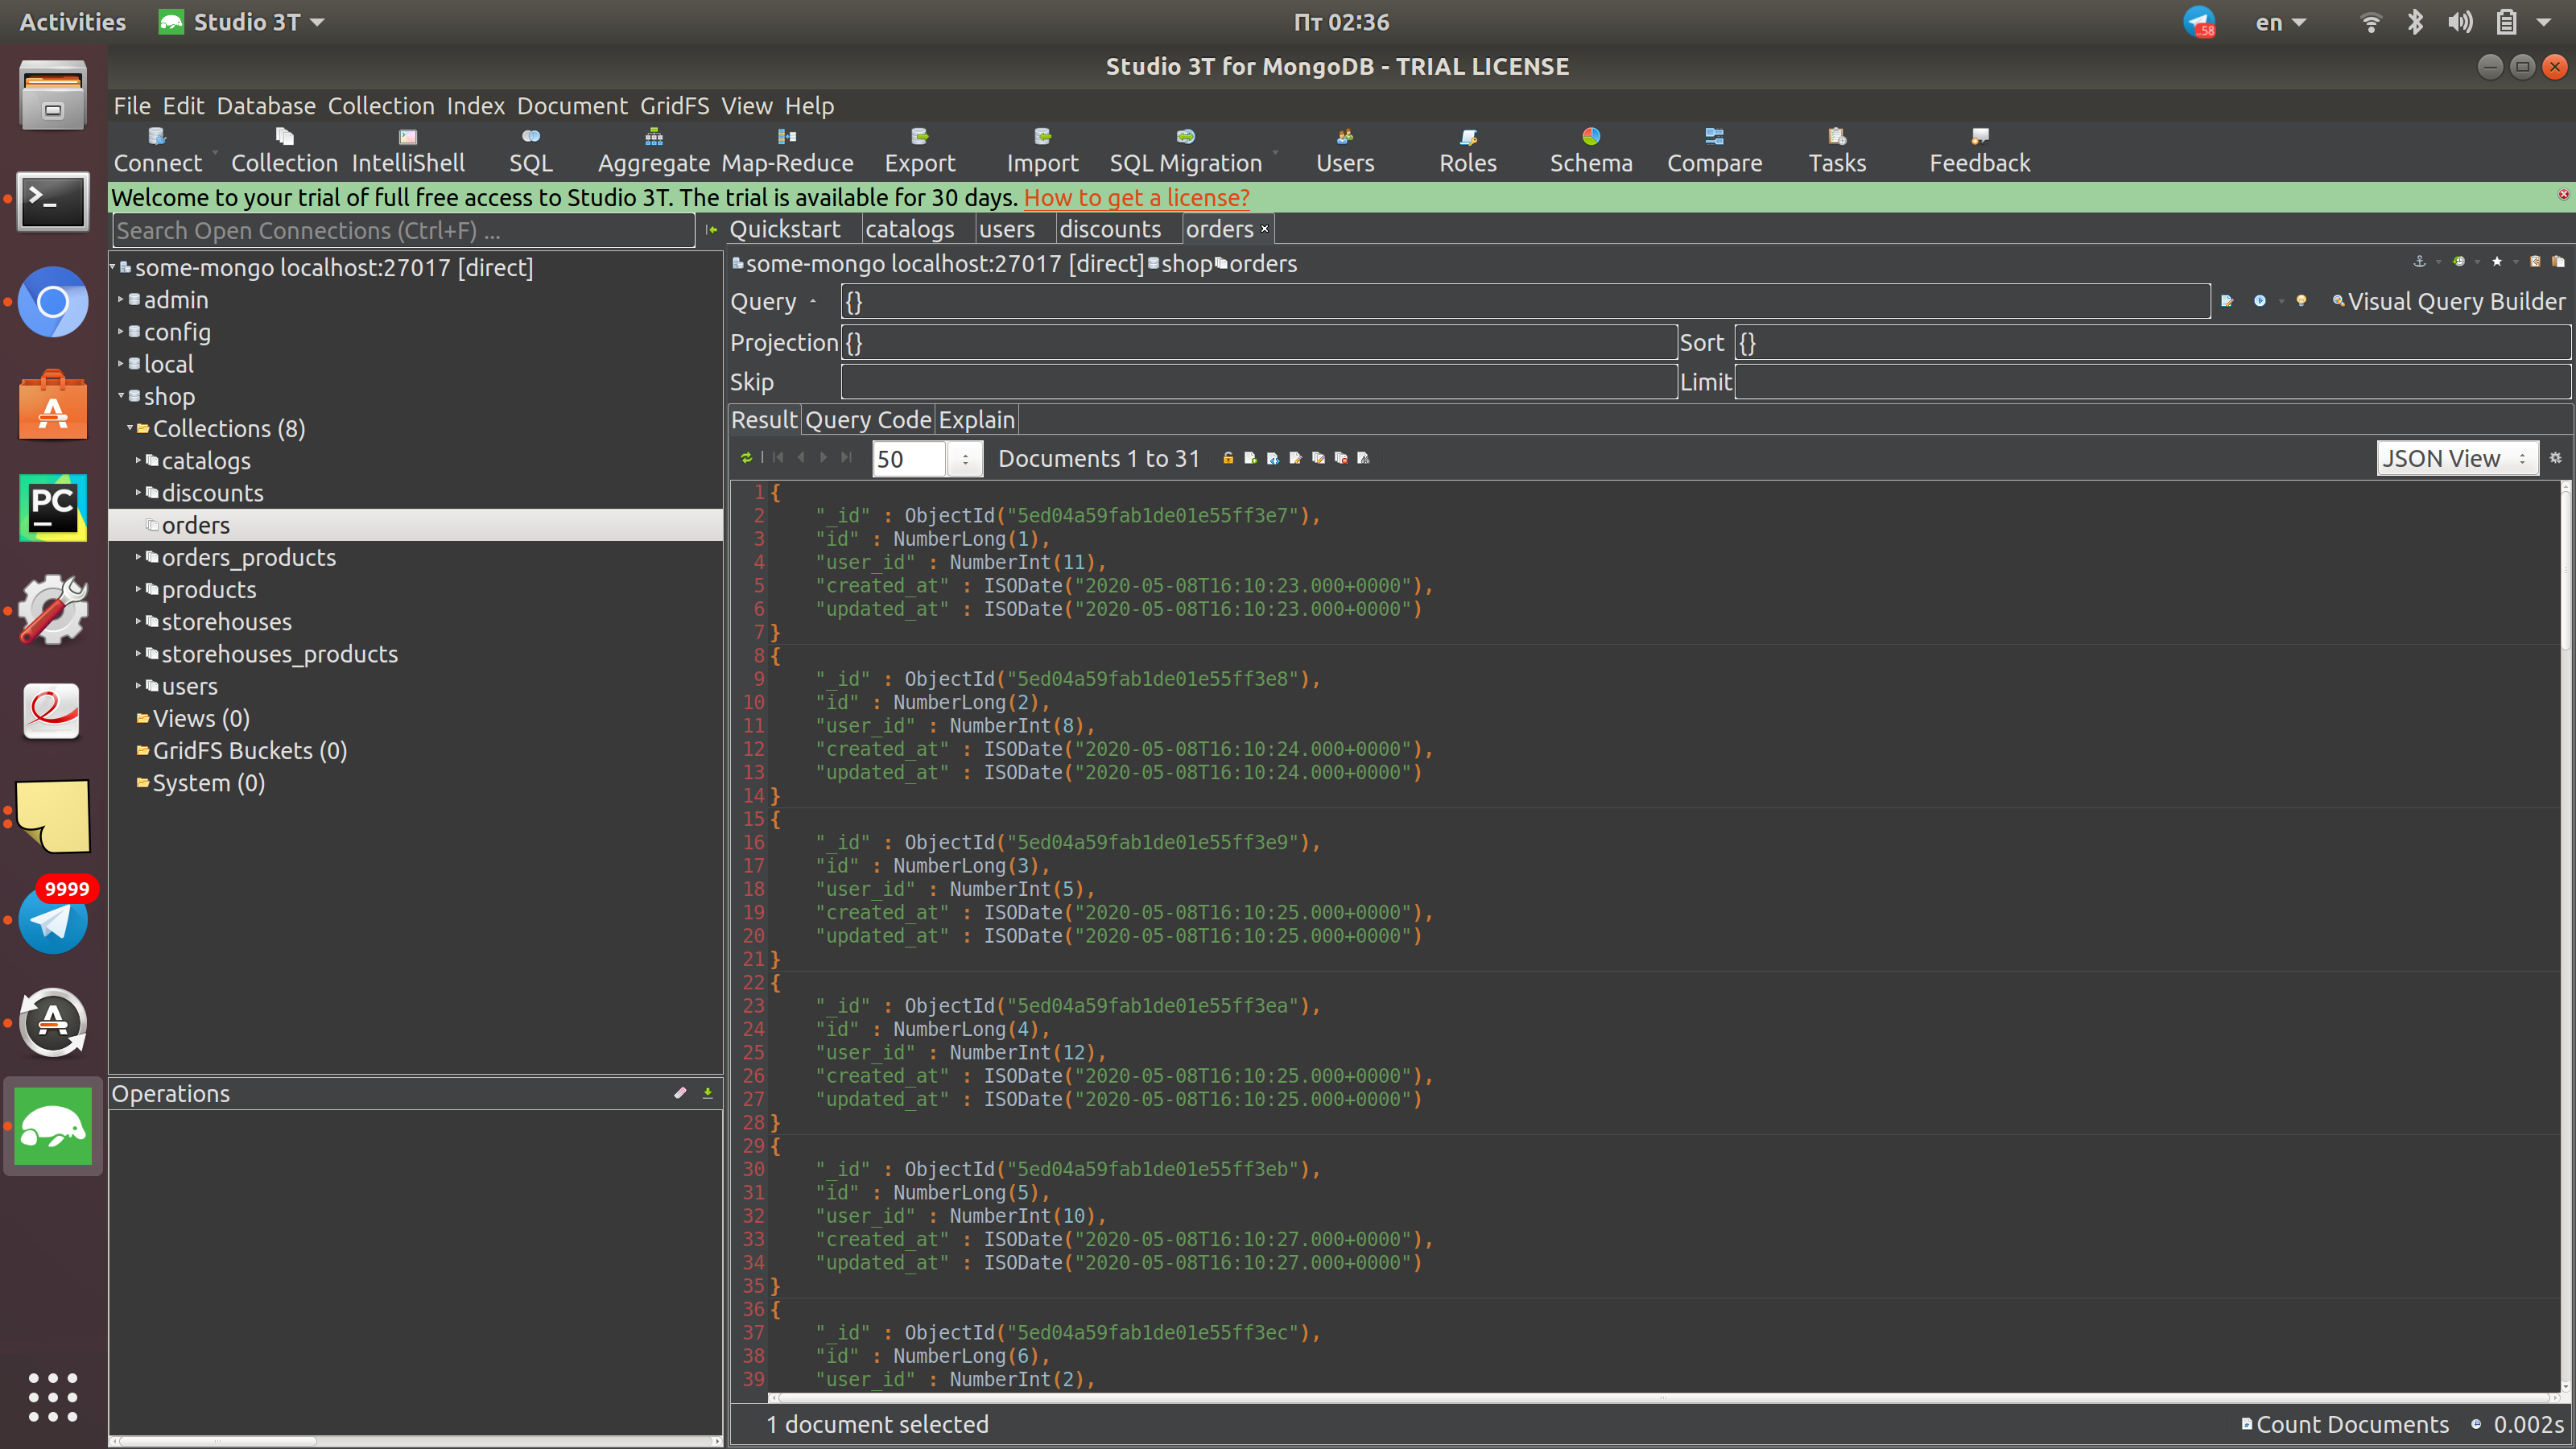 Activities Studio 3T Пт 02:36 58 en
Studio 3T for MongoDB - TRIAL LICENSE
File Edit Database Collection Index Document GridFS View Help
Connect Collection IntelliShell SQL Aggregate Map-Reduce Export Import SQL Migration Users Roles Schema Compare Tasks Feedback
Welcome to your trial of full free access to Studio 3T. The trial is available for 30 days. How to get a license?
Search Open Connections (Ctrl+F) ...
some-mongo localhost:27017 [direct]
admin
config
local
shop
Collections (8)
catalogs
discounts
orders
orders_products
products
storehouses
storehouses_products
users
Views (0)
GridFS Buckets (0)
System (0)
Operations
PC
9999
Quickstart catalogs users discounts orders
some-mongo localhost:27017 [direct] shop orders
Query {} Visual Query Builder
Projection {} Sort {}
Skip Limit
Result Query Code Explain
50 Documents 1 to 31 JSON View
1 {
2 "_id" : ObjectId("5ed04a59fab1de01e55ff3e7"),
3 "id" : NumberLong(1),
4 "user_id" : NumberInt(11),
5 "created_at" : ISODate("2020-05-08T16:10:23.000+0000"),
6 "updated_at" : ISODate("2020-05-08T16:10:23.000+0000")
7 }
8 {
9 "_id" : ObjectId("5ed04a59fab1de01e55ff3e8"),
10 "id" : NumberLong(2),
11 "user_id" : NumberInt(8),
12 "created_at" : ISODate("2020-05-08T16:10:24.000+0000"),
13 "updated_at" : ISODate("2020-05-08T16:10:24.000+0000")
14 }
15 {
16 "_id" : ObjectId("5ed04a59fab1de01e55ff3e9"),
17 "id" : NumberLong(3),
18 "user_id" : NumberInt(5),
19 "created_at" : ISODate("2020-05-08T16:10:25.000+0000"),
20 "updated_at" : ISODate("2020-05-08T16:10:25.000+0000")
21 }
22 {
23 "_id" : ObjectId("5ed04a59fab1de01e55ff3ea"),
24 "id" : NumberLong(4),
25 "user_id" : NumberInt(12),
26 "created_at" : ISODate("2020-05-08T16:10:25.000+0000"),
27 "updated_at" : ISODate("2020-05-08T16:10:25.000+0000")
28 }
29 {
30 "_id" : ObjectId("5ed04a59fab1de01e55ff3eb"),
31 "id" : NumberLong(5),
32 "user_id" : NumberInt(10),
33 "created_at" : ISODate("2020-05-08T16:10:27.000+0000"),
34 "updated_at" : ISODate("2020-05-08T16:10:27.000+0000")
35 }
36 {
37 "_id" : ObjectId("5ed04a59fab1de01e55ff3ec"),
38 "id" : NumberLong(6),
39 "user_id" : NumberInt(2),
1 document selected Count Documents 0.002s